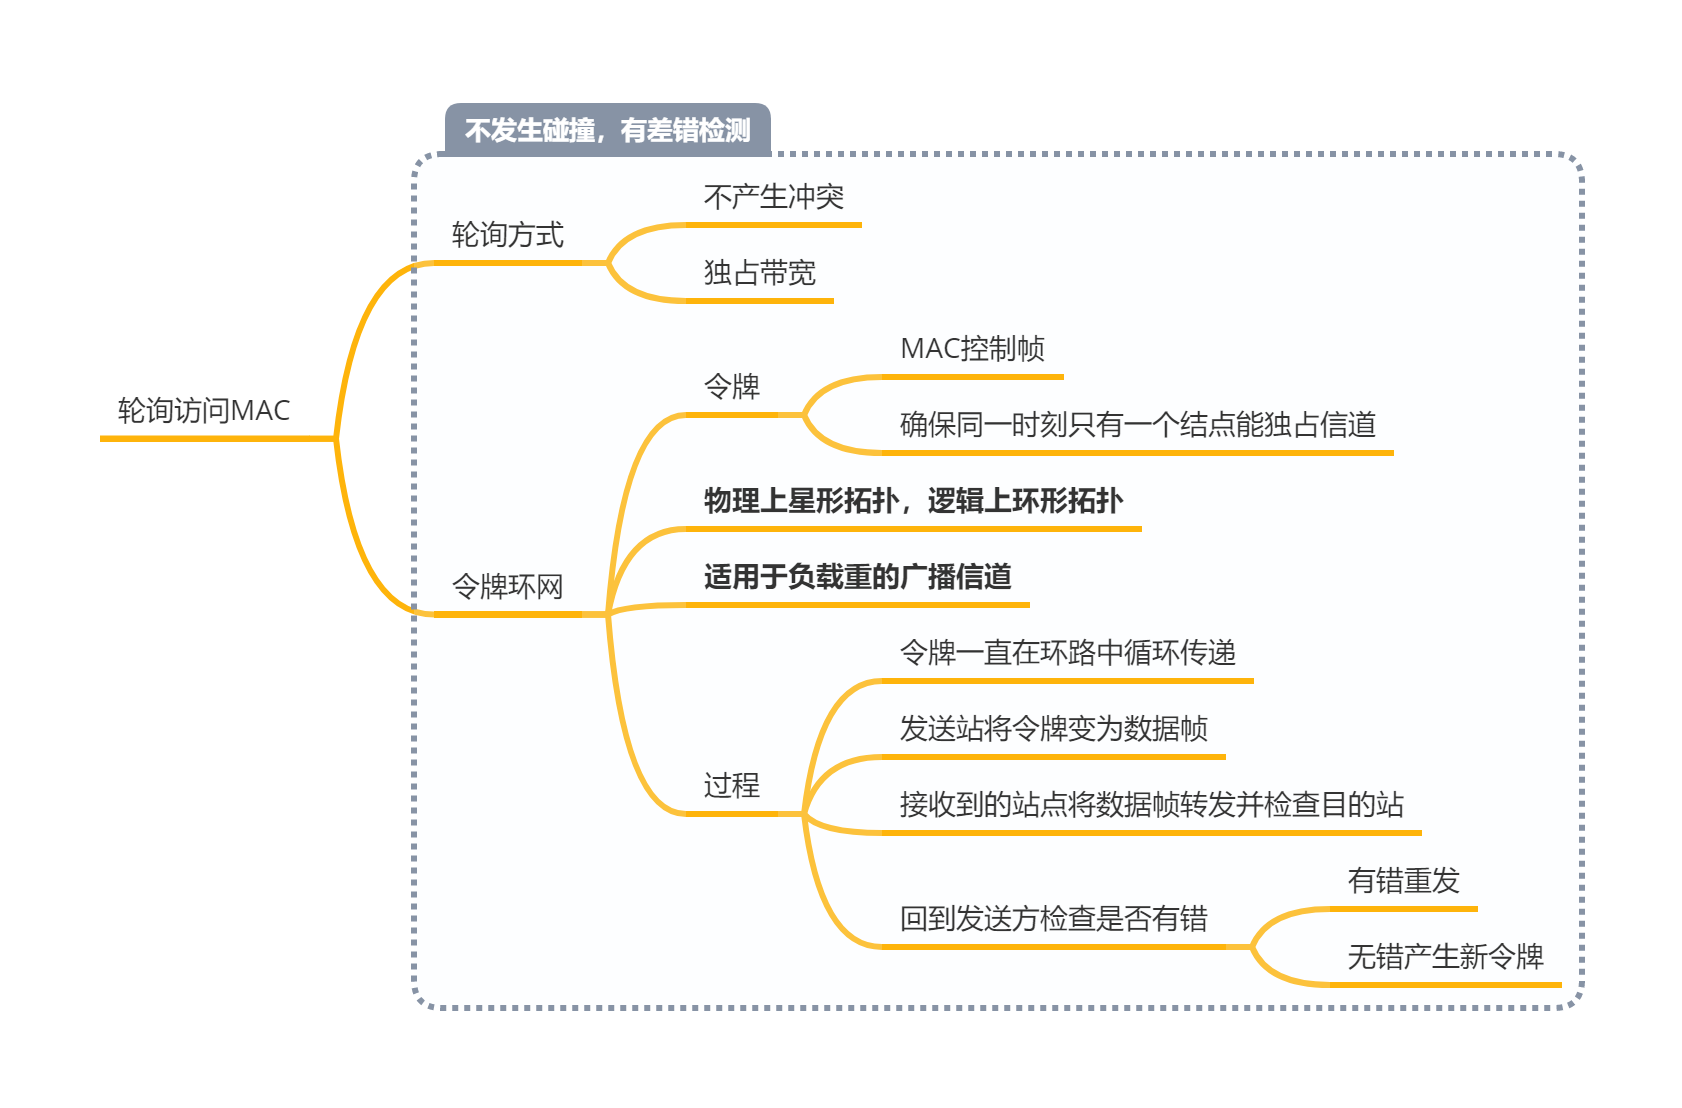 不发生碰撞，有差错检测
不产生冲突
轮询方式
独占带宽
MAC控制帧
令牌
轮询访问MAC
确保同一时刻只有一个结点能独占信道
物理上星形拓扑，逻辑上环形拓扑
适用于负载重的广播信道
令牌环网
令牌一直在环路中循环传递
发送站将令牌变为数据帧
过程
接收到的站点将数据帧转发并检查目的站
有错重发
回到发送方检查是否有错
无错产生新令牌